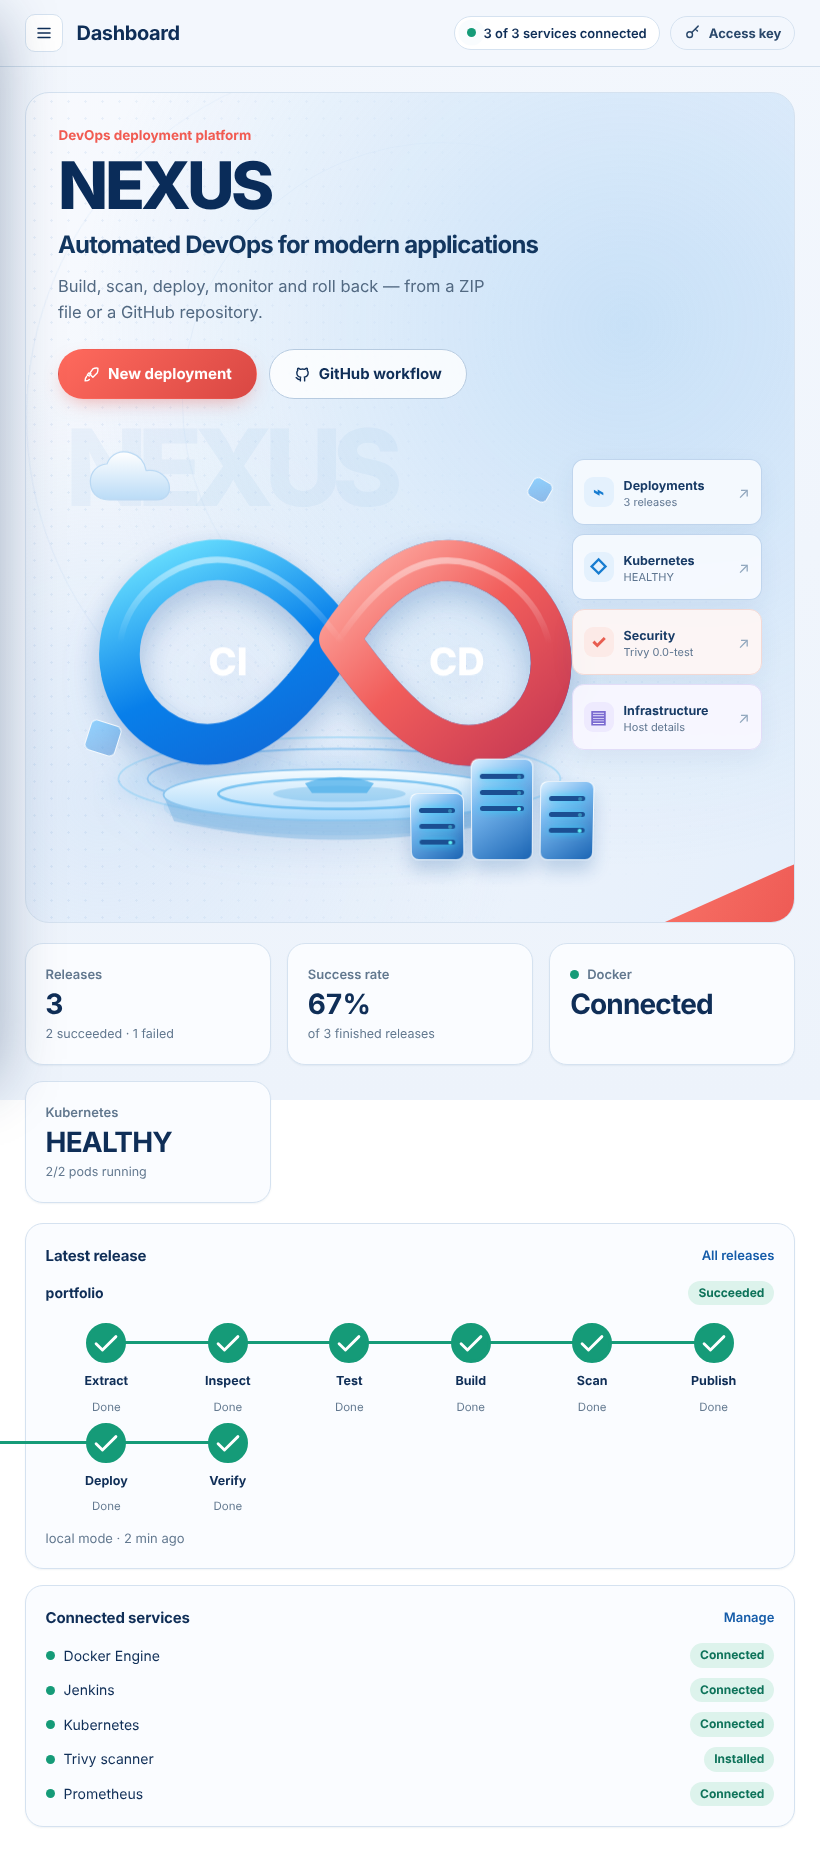 Dashboard
3 of 3 services connected
Access key
DevOps deployment platform
NEXUS
Automated DevOps for modern applications
Build, scan, deploy, monitor and roll back — from a ZIP
file or a GitHub repository.
New deployment
GitHub workflow
NEXUS
CI
CD
Deployments
3 releases
Kubernetes
HEALTHY
Security
Trivy 0.0-test
Infrastructure
Host details
Releases
3
2 succeeded · 1 failed
Success rate
67%
of 3 finished releases
Docker
Connected
Kubernetes
HEALTHY
2/2 pods running
Latest release
All releases
portfolio
Succeeded
Extract
Inspect
Test
Build
Scan
Publish
Done
Done
Done
Done
Done
Done
Deploy
Verify
Done
Done
local mode · 2 min ago
Connected services
Manage
Docker Engine
Connected
Jenkins
Connected
Kubernetes
Connected
Trivy scanner
Installed
Prometheus
Connected